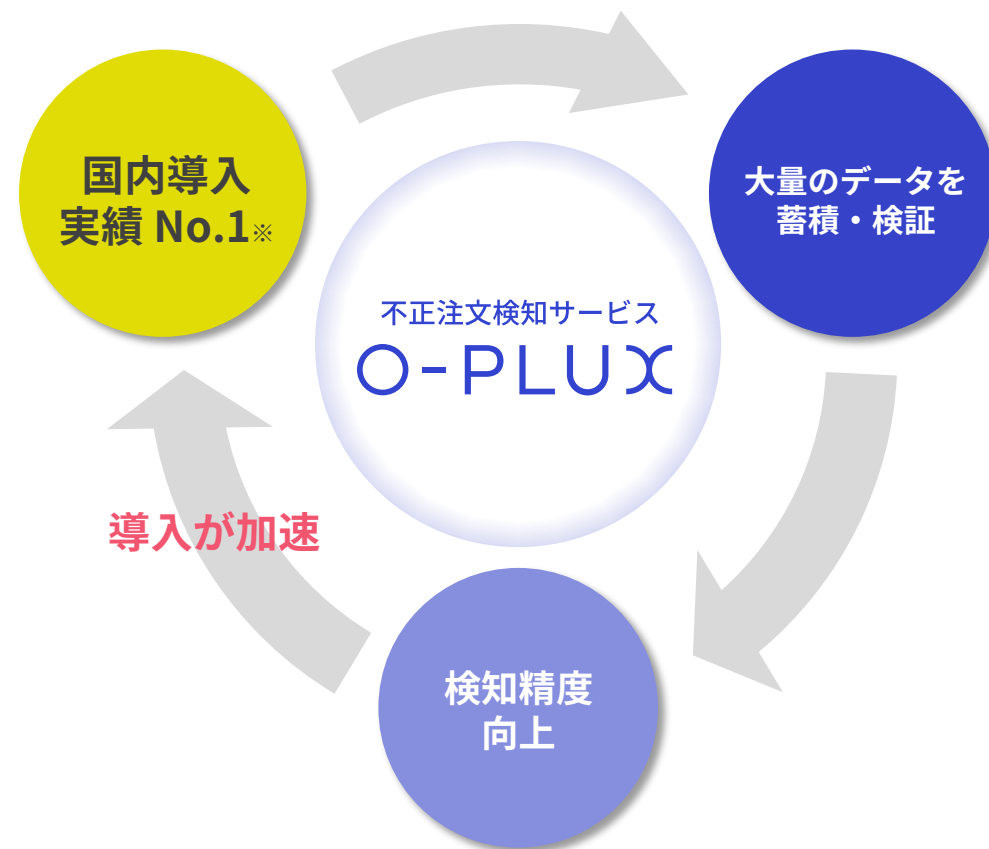 国内導入
実績 No.1※
大量のデータを
蓄積・検証
不正注文検知サービス
O-PLUX
導入が加速
検知精度
向上